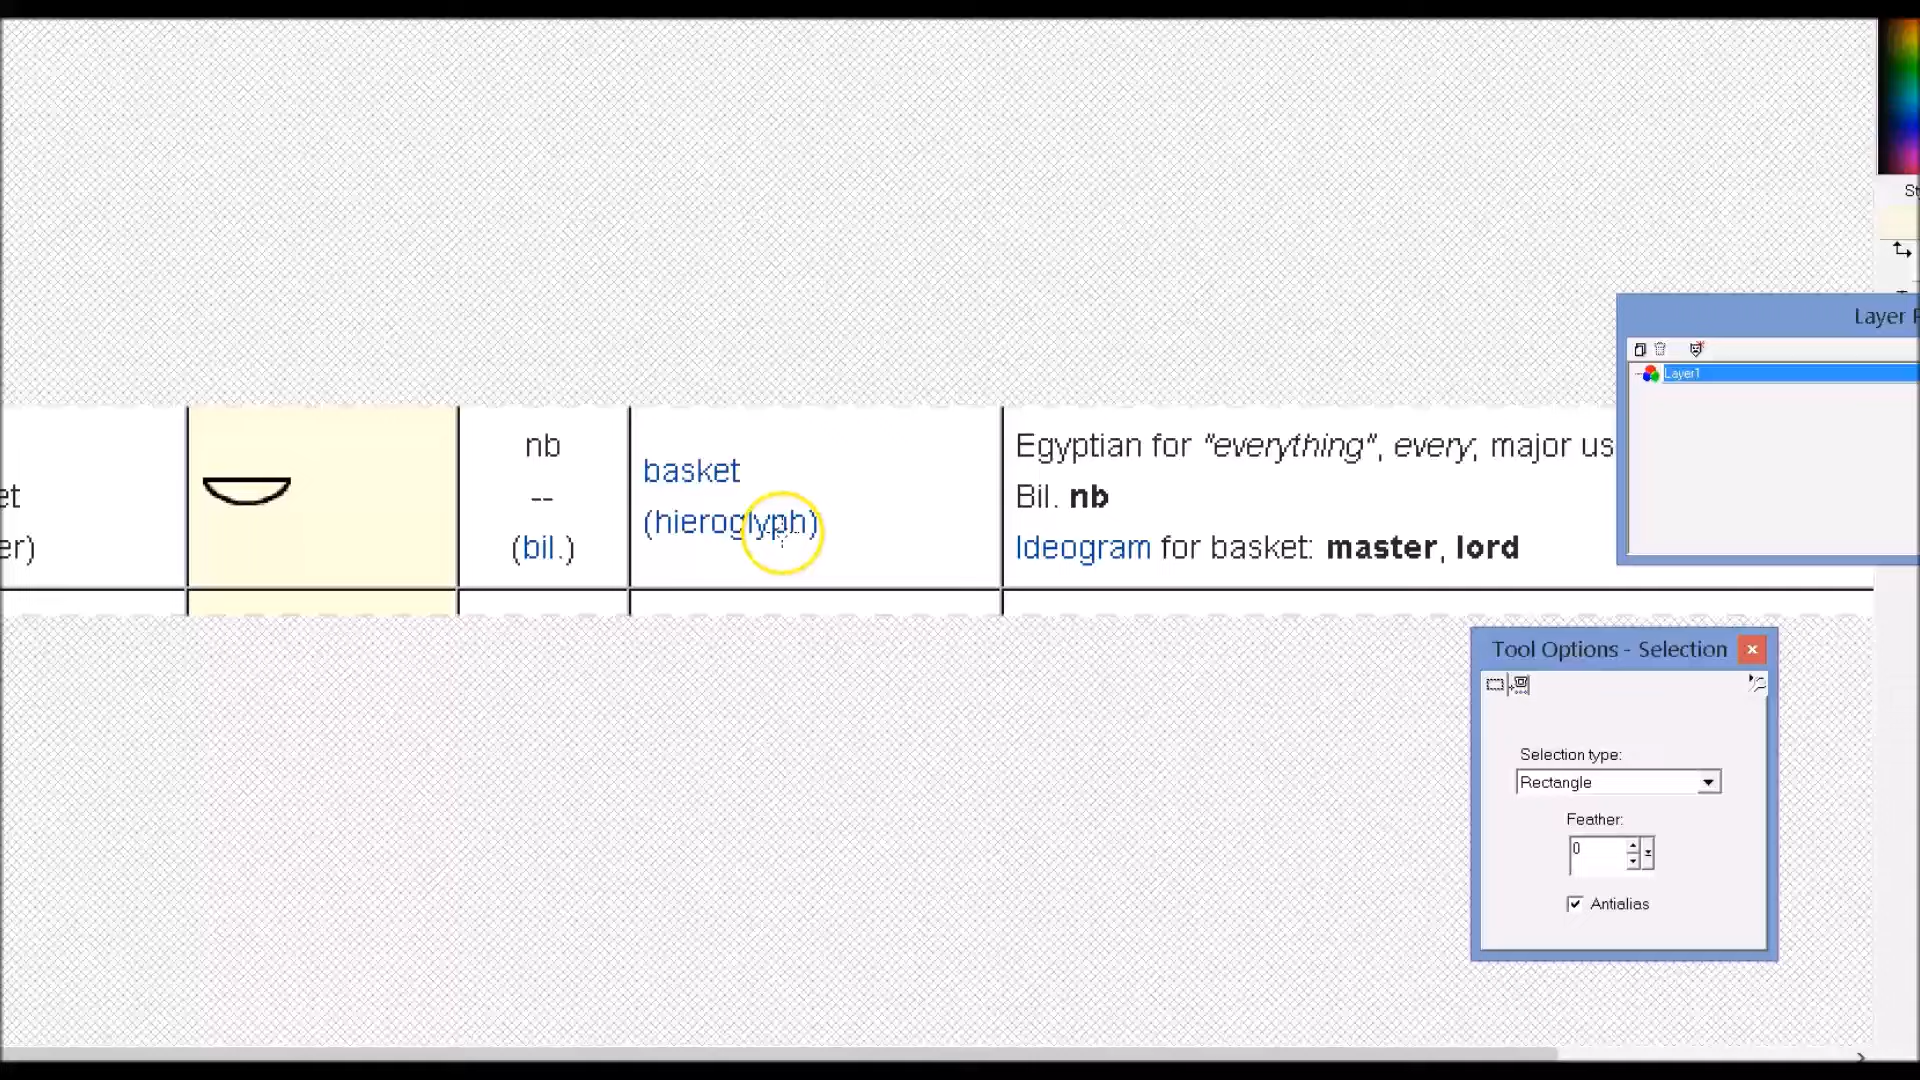 St
Layer
Layer1
et
er)
nb
--
(bil.)
basket
(hieroglyph)
Egyptian for "everything", every; major us
Bil. nb
Ideogram for basket: master, lord
Tool Options - Selection
Selection type:
Rectangle
Feather:
0
Antialias